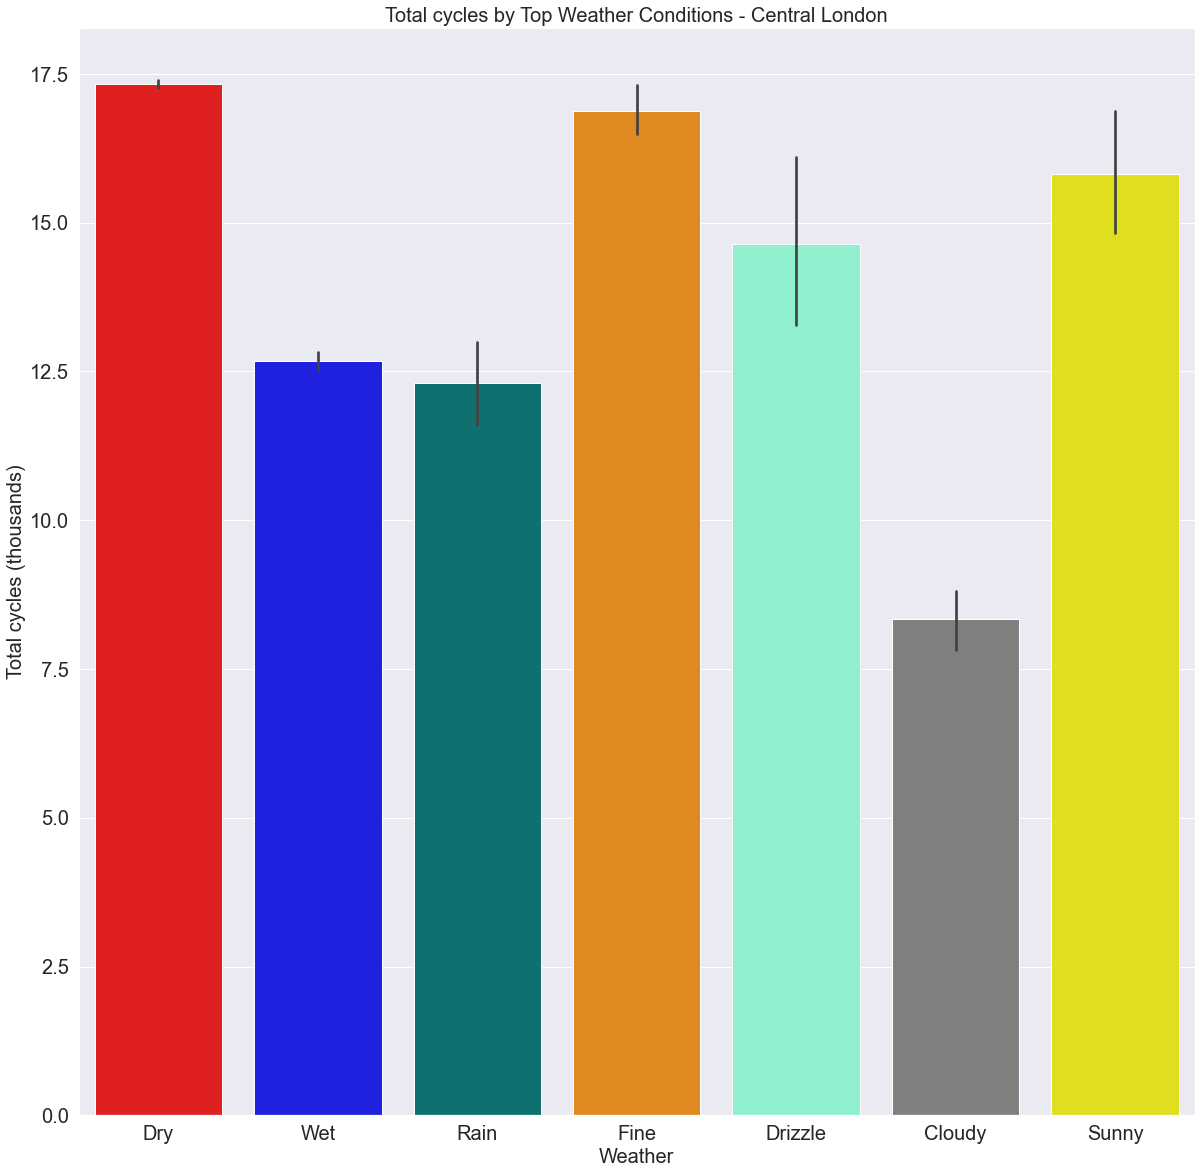 Total cycles by Top Weather Conditions - Central London
Total cycles (thousands)
17.5
15.0
12.5
10.0
7.5
5.0
2.5
0.0
Dry Wet Rain Fine Drizzle Cloudy Sunny
Weather